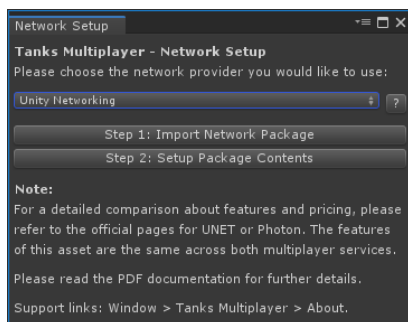 Network Setup
Tanks Multiplayer - Network Setup
Please choose the network provider you would like to use:
Unity Networking
?
Step 1: Import Network Package
Step 2: Setup Package Contents
Note:
For a detailed comparison about features and pricing, please
refer to the official pages for UNET or Photon. The features
of this asset are the same across both multiplayer services.
Please read the PDF documentation for further details.
Support links: Window > Tanks Multiplayer > About.